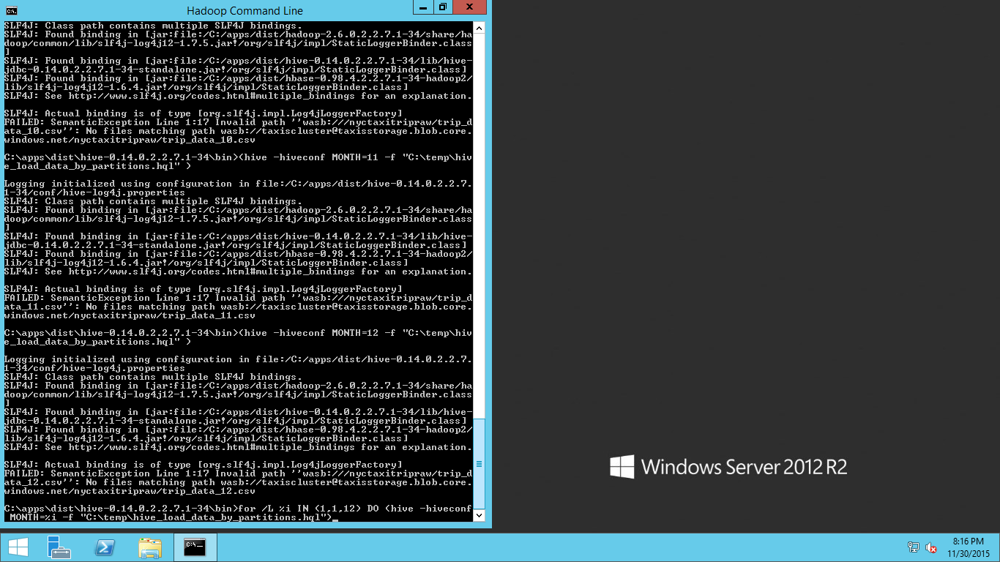 Hadoop Command Line
SLF4J: Class path contains multiple SLF4J bindings.
SLF4J: Found binding in [jar:file:/C:/apps/dist/hadoop-2.6.0.2.2.7.1-34/share/ha
doop/common/lib/slf4j-log4j12-1.7.5.jar!/org/slf4j/impl/StaticLoggerBinder.class
]
SLF4J: Found binding in [jar:file:/C:/apps/dist/hive-0.14.0.2.2.7.1-34/lib/hive-
jdbc-0.14.0.2.2.7.1-34-standalone.jar!/org/slf4j/impl/StaticLoggerBinder.class]
SLF4J: Found binding in [jar:file:/C:/apps/dist/hbase-0.98.4.2.2.7.1-34-hadoop2/
lib/slf4j-log4j12-1.6.4.jar!/org/slf4j/impl/StaticLoggerBinder.class]
SLF4J: See http://www.slf4j.org/codes.html#multiple_bindings for an explanation.
SLF4J: Actual binding is of type [org.slf4j.impl.Log4jLoggerFactory]
FAILED: SemanticException Line 1:17 Invalid path ''wasb:///nyctaxitripraw/trip_d
ata_10.csv'': No files matching path wasb://taxiscluster@taxisstorage.blob.core.
windows.net/nyctaxitripraw/trip_data_10.csv
C:\apps\dist\hive-0.14.0.2.2.7.1-34\bin>(hive -hiveconf MONTH=11 -f "C:\temp\hiv
e_load_data_by_partitions.hql" )
Logging initialized using configuration in file:/C:/apps/dist/hive-0.14.0.2.2.7.
1-34/conf/hive-log4j.properties
SLF4J: Class path contains multiple SLF4J bindings.
SLF4J: Found binding in [jar:file:/C:/apps/dist/hadoop-2.6.0.2.2.7.1-34/share/ha
doop/common/lib/slf4j-log4j12-1.7.5.jar!/org/slf4j/impl/StaticLoggerBinder.class
]
SLF4J: Found binding in [jar:file:/C:/apps/dist/hive-0.14.0.2.2.7.1-34/lib/hive-
jdbc-0.14.0.2.2.7.1-34-standalone.jar!/org/slf4j/impl/StaticLoggerBinder.class]
SLF4J: Found binding in [jar:file:/C:/apps/dist/hbase-0.98.4.2.2.7.1-34-hadoop2/
lib/slf4j-log4j12-1.6.4.jar!/org/slf4j/impl/StaticLoggerBinder.class]
SLF4J: See http://www.slf4j.org/codes.html#multiple_bindings for an explanation.
SLF4J: Actual binding is of type [org.slf4j.impl.Log4jLoggerFactory]
FAILED: SemanticException Line 1:17 Invalid path ''wasb:///nyctaxitripraw/trip_d
ata_11.csv'': No files matching path wasb://taxiscluster@taxisstorage.blob.core.
windows.net/nyctaxitripraw/trip_data_11.csv
C:\apps\dist\hive-0.14.0.2.2.7.1-34\bin>(hive -hiveconf MONTH=12 -f "C:\temp\hiv
e_load_data_by_partitions.hql" )
Logging initialized using configuration in file:/C:/apps/dist/hive-0.14.0.2.2.7.
1-34/conf/hive-log4j.properties
SLF4J: Class path contains multiple SLF4J bindings.
SLF4J: Found binding in [jar:file:/C:/apps/dist/hadoop-2.6.0.2.2.7.1-34/share/ha
doop/common/lib/slf4j-log4j12-1.7.5.jar!/org/slf4j/impl/StaticLoggerBinder.class
]
SLF4J: Found binding in [jar:file:/C:/apps/dist/hive-0.14.0.2.2.7.1-34/lib/hive-
jdbc-0.14.0.2.2.7.1-34-standalone.jar!/org/slf4j/impl/StaticLoggerBinder.class]
SLF4J: Found binding in [jar:file:/C:/apps/dist/hbase-0.98.4.2.2.7.1-34-hadoop2/
lib/slf4j-log4j12-1.6.4.jar!/org/slf4j/impl/StaticLoggerBinder.class]
SLF4J: See http://www.slf4j.org/codes.html#multiple_bindings for an explanation.
SLF4J: Actual binding is of type [org.slf4j.impl.Log4jLoggerFactory]
FAILED: SemanticException Line 1:17 Invalid path ''wasb:///nyctaxitripraw/trip_d
ata_12.csv'': No files matching path wasb://taxiscluster@taxisstorage.blob.core.
windows.net/nyctaxitripraw/trip_data_12.csv
C:\apps\dist\hive-0.14.0.2.2.7.1-34\bin>for /L %i IN (1,1,12) DO (hive -hiveconf
 MONTH=%i -f "C:\temp\hive_load_data_by_partitions.hql")_
Windows Server 2012 R2
8:16 PM
11/30/2015